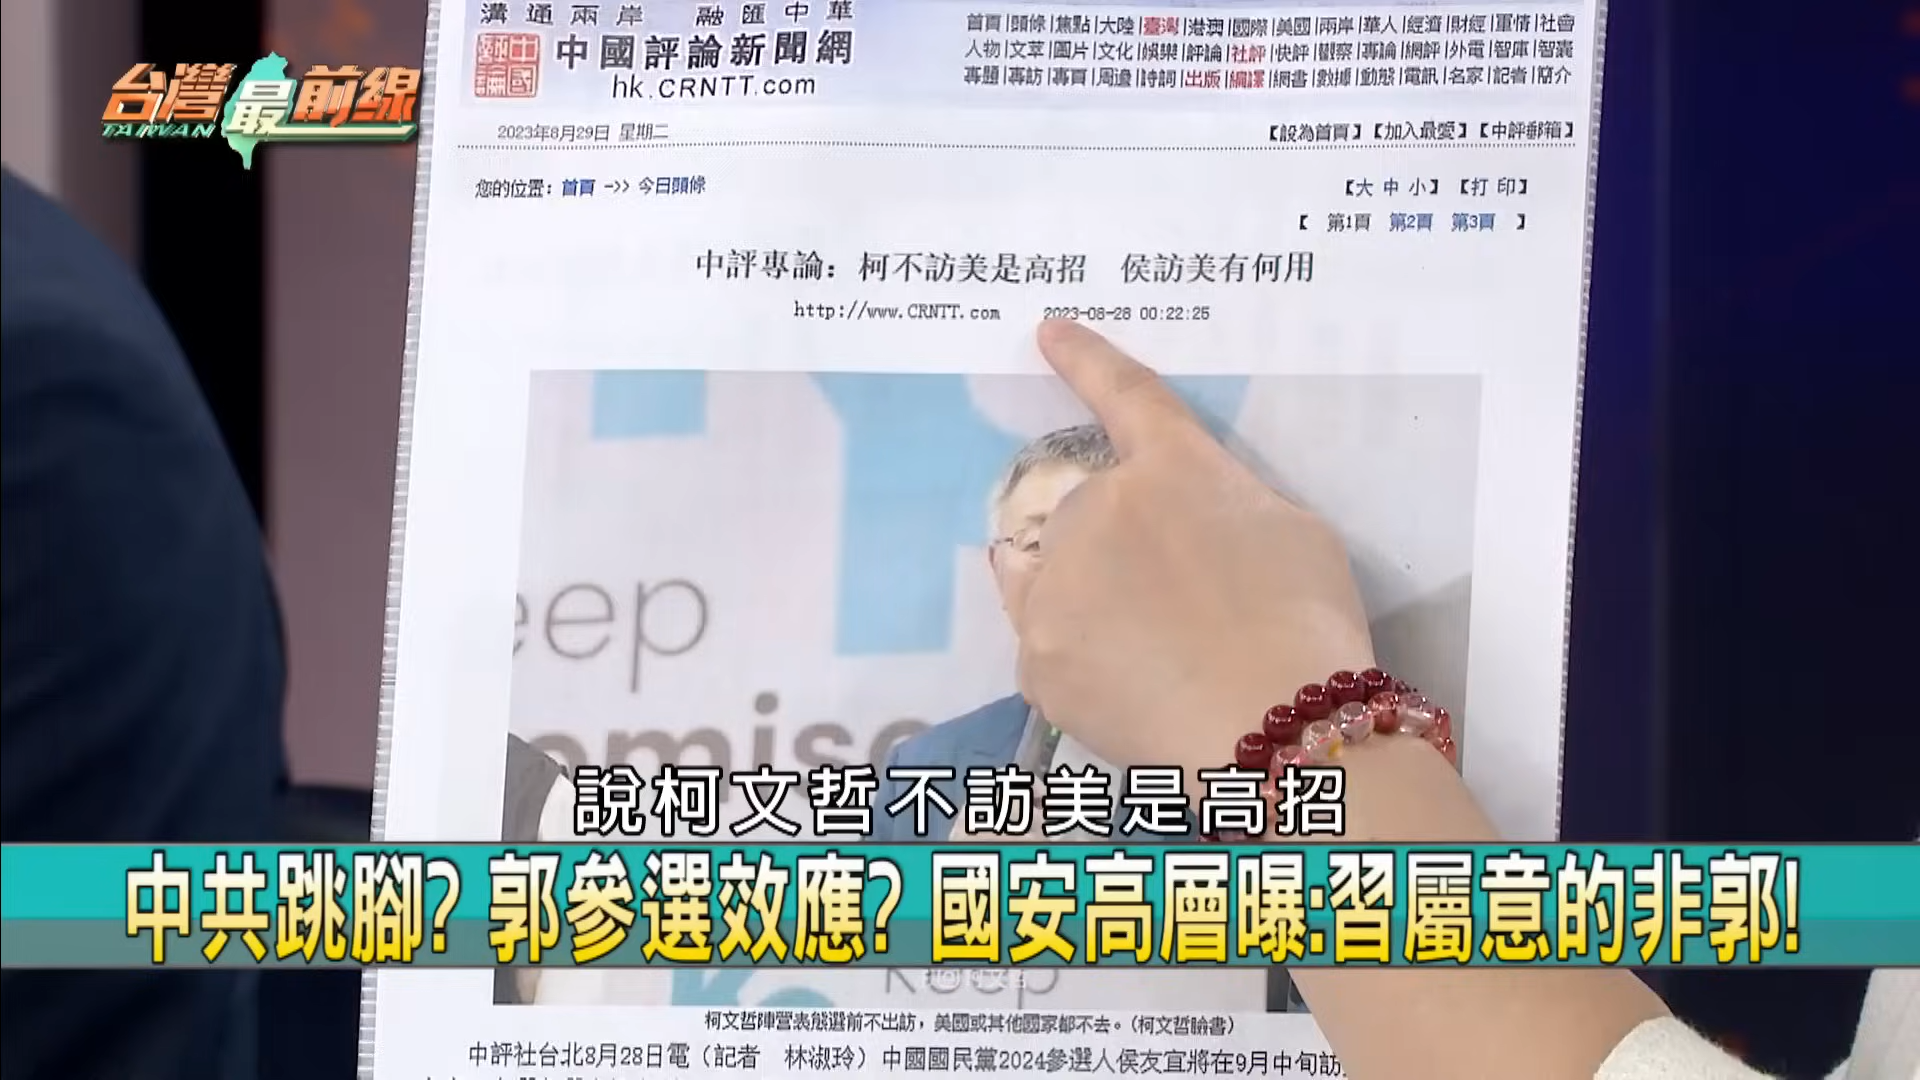 台灣最前線
TAIWAN
溝通兩岸 融匯中華
中國評論新聞網
hk.CRNTT.com
首頁|頭條|焦點|大陸|臺灣|港澳|國際|美國|兩岸|華人|經濟|財經|軍情|社會
人物|文萃|圖片|文化|娛樂|評論|社評|快評|觀察|專論|網評|外電|智庫|智囊
專題|專訪|專頁|周邊|詩詞|出版|編譯|網書|數據|動態|電訊|名家|記者|簡介
2023年8月29日 星期二
【設為首頁】【加入最愛】【中評郵箱】
您的位置：首頁 ->> 今日頭條
【大 中 小】 【打 印】
【 第1頁 第2頁 第3頁 】
中評專論：柯不訪美是高招 侯訪美有何用
http://www.CRNTT.com 2023-08-28 00:22:25
eep
omise
說柯文哲不訪美是高招
中共跳腳? 郭參選效應? 國安高層曝:習屬意的非郭!
Keep
柯文哲陣營表態選前不出訪，美國或其他國家都不去。（柯文哲臉書）
中評社台北8月28日電（記者 林淑玲）中國國民黨2024參選人侯友宜將在9月中旬訪